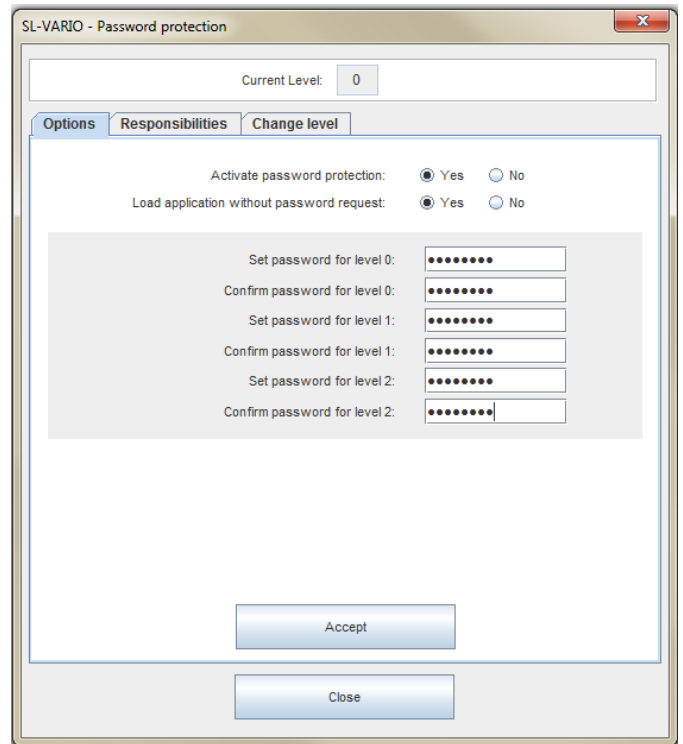 SL-VARIO - Password protection
Current Level: 0
Options Responsibilities Change level
Activate password protection: Yes No
Load application without password request: Yes No
Set password for level 0: ••••••••
Confirm password for level 0: ••••••••
Set password for level 1: ••••••••
Confirm password for level 1: ••••••••
Set password for level 2: ••••••••
Confirm password for level 2: ••••••••
Accept
Close